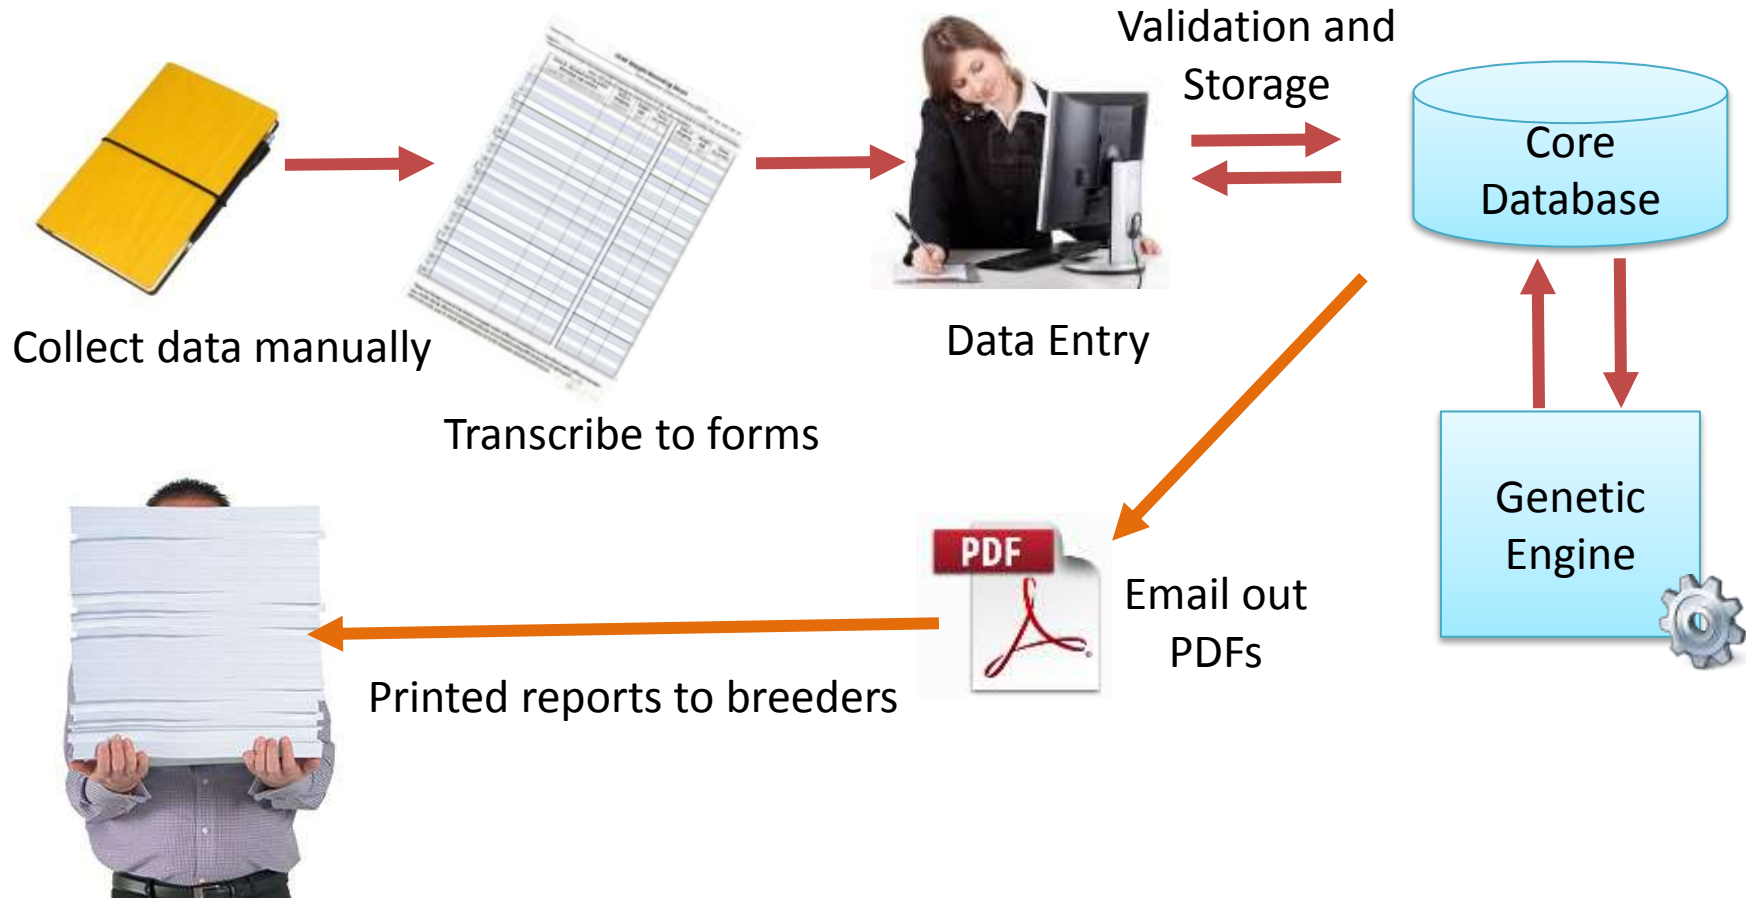 Validation and
Storage
Core
Database
Collect data manually
Data Entry
Transcribe to forms
Genetic
Engine
PDF
Email out
PDFs
Printed reports to breeders